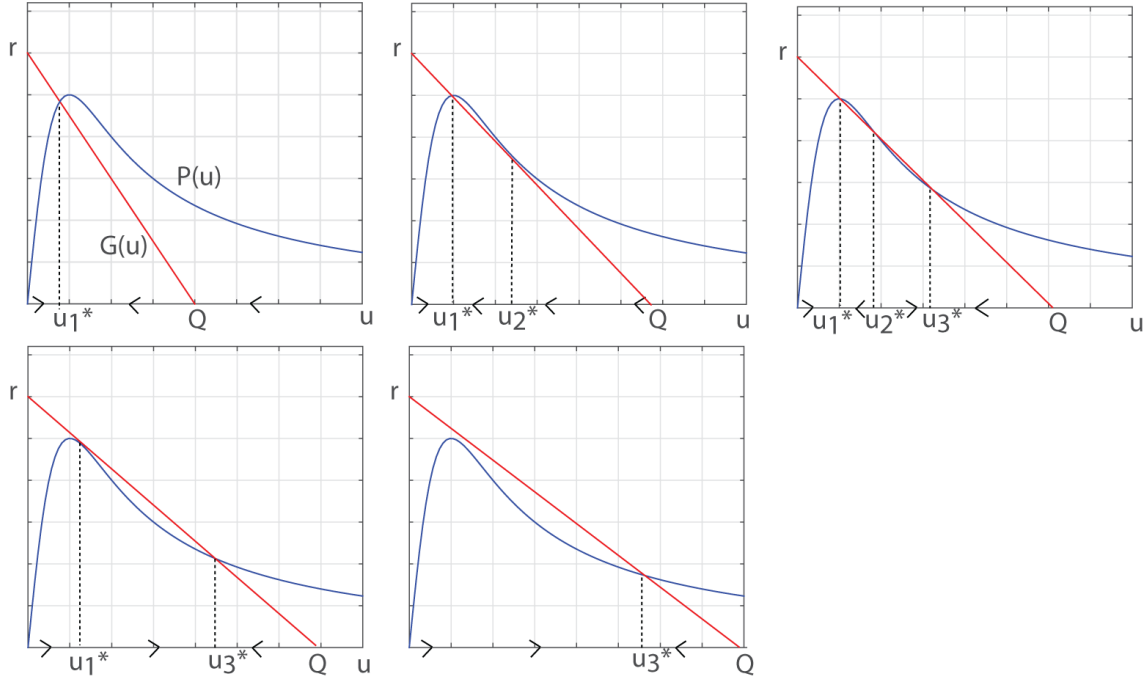 r
P(u)
G(u)
u1* Q u
r
u1* u2* Q u
r
u1* u2* u3* Q u
r
u1* u3* Q u
r
u3* Q